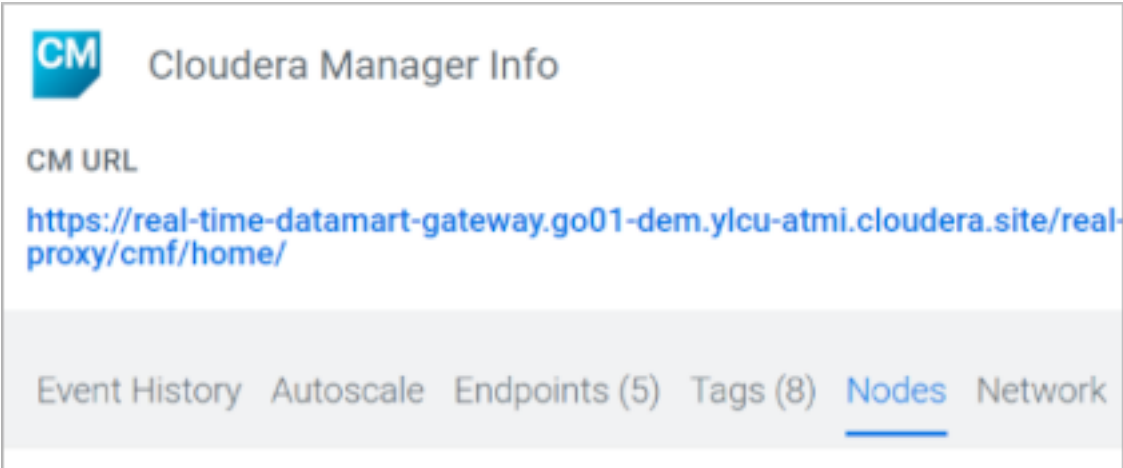 CM
Cloudera Manager Info
CM URL
https://real-time-datamart-gateway.go01-dem.ylcu-atmi.cloudera.site/real-
proxy/cmf/home/
Event History Autoscale Endpoints (5) Tags (8) Nodes Network